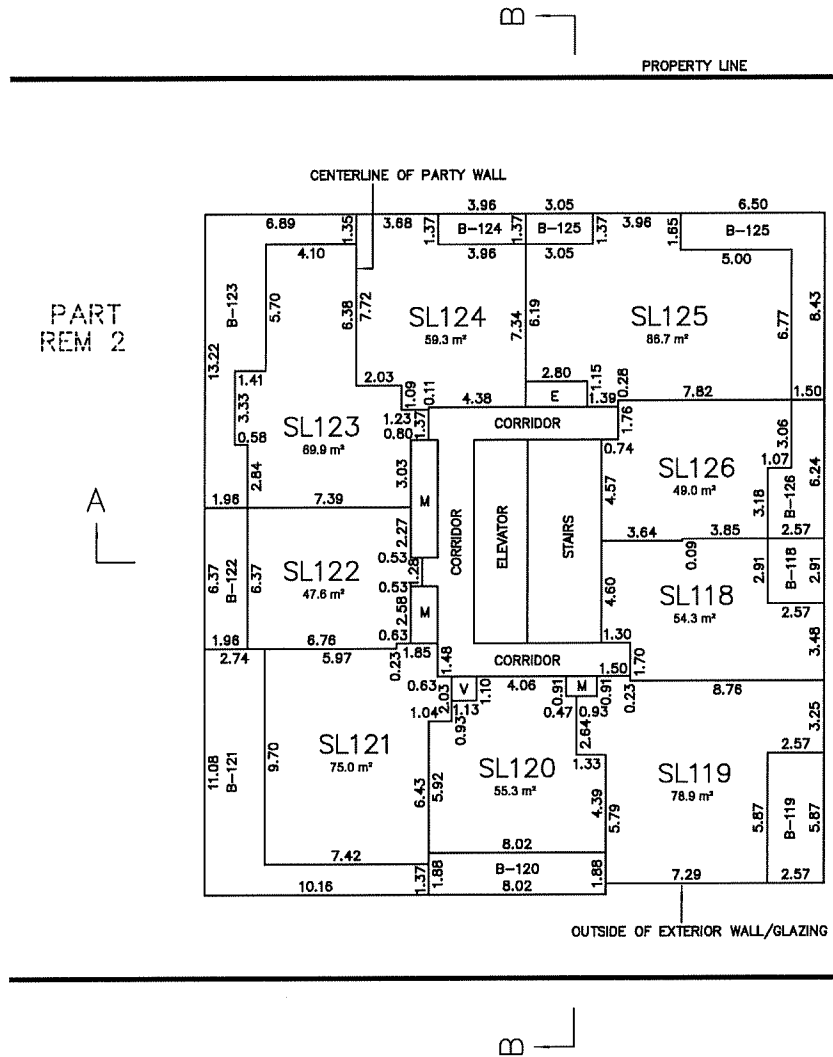 B
PROPERTY LINE
CENTERLINE OF PARTY WALL
6.89
1.35
3.68
1.37
3.96
B-124
3.96
1.37
3.05
B-125
3.05
1.37
3.96
1.65
6.50
B-125
5.00
4.10
5.70
B-123
13.22
6.38
7.72
SL124
59.3 m²
7.34
6.19
SL125
86.7 m²
6.77
8.43
PART
REM 2
1.41
3.33
0.58
2.84
2.03
1.09
0.11
1.23
0.80
1.37
4.38
2.80
E
1.15
1.39
0.28
7.82
1.50
CORRIDOR
1.76
0.74
SL123
69.9 m²
3.03
M
2.27
SL126
49.0 m²
4.57
3.06
1.07
3.18
B-126
6.24
A
1.96
7.39
CORRIDOR
ELEVATOR
STAIRS
3.64
0.09
3.85
2.57
6.37
B-122
6.37
SL122
47.6 m²
0.53
1.28
0.53
2.58
M
0.63
4.60
SL118
54.3 m²
2.91
B-118
2.91
2.57
3.48
1.96
6.76
2.74
5.97
0.23
1.85
1.48
CORRIDOR
1.30
1.50
1.70
0.63
2.03
V
1.10
1.13
4.06
0.91
M
0.91
0.23
8.76
1.04
0.93
0.47
0.93
2.64
1.33
3.25
2.57
11.08
B-121
9.70
SL121
75.0 m²
6.43
5.92
SL120
55.3 m²
4.39
5.79
SL119
78.9 m²
5.87
B-119
5.87
7.42
8.02
10.16
1.37
1.88
B-120
8.02
1.88
7.29
2.57
OUTSIDE OF EXTERIOR WALL/GLAZING
B